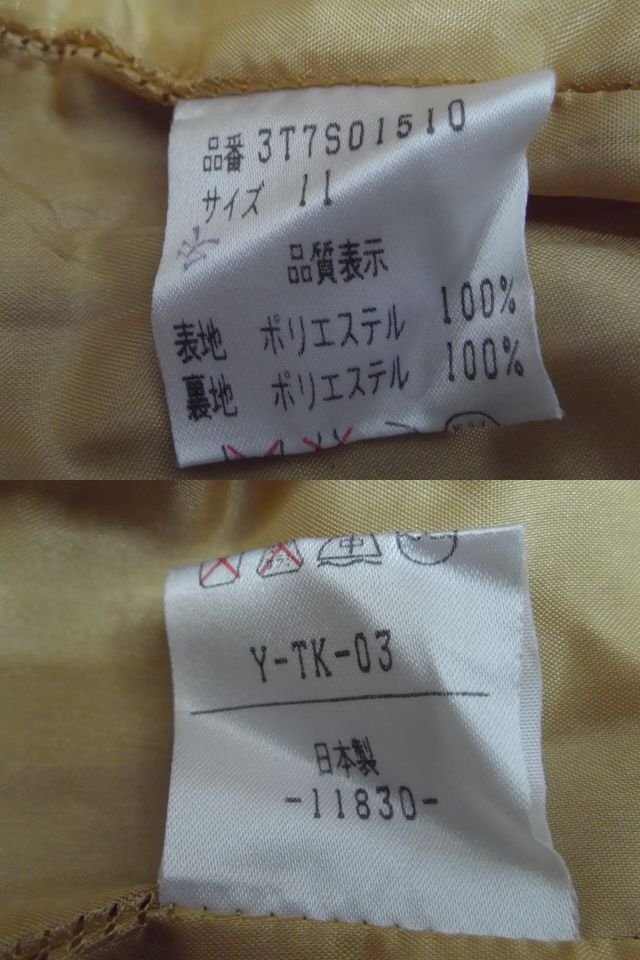 品番 3T7S01510
サイズ 11
品質表示
表地 ポリエステル 100%
裏地 ポリエステル 100%
中
Y-TK-03
日本製
-11830-